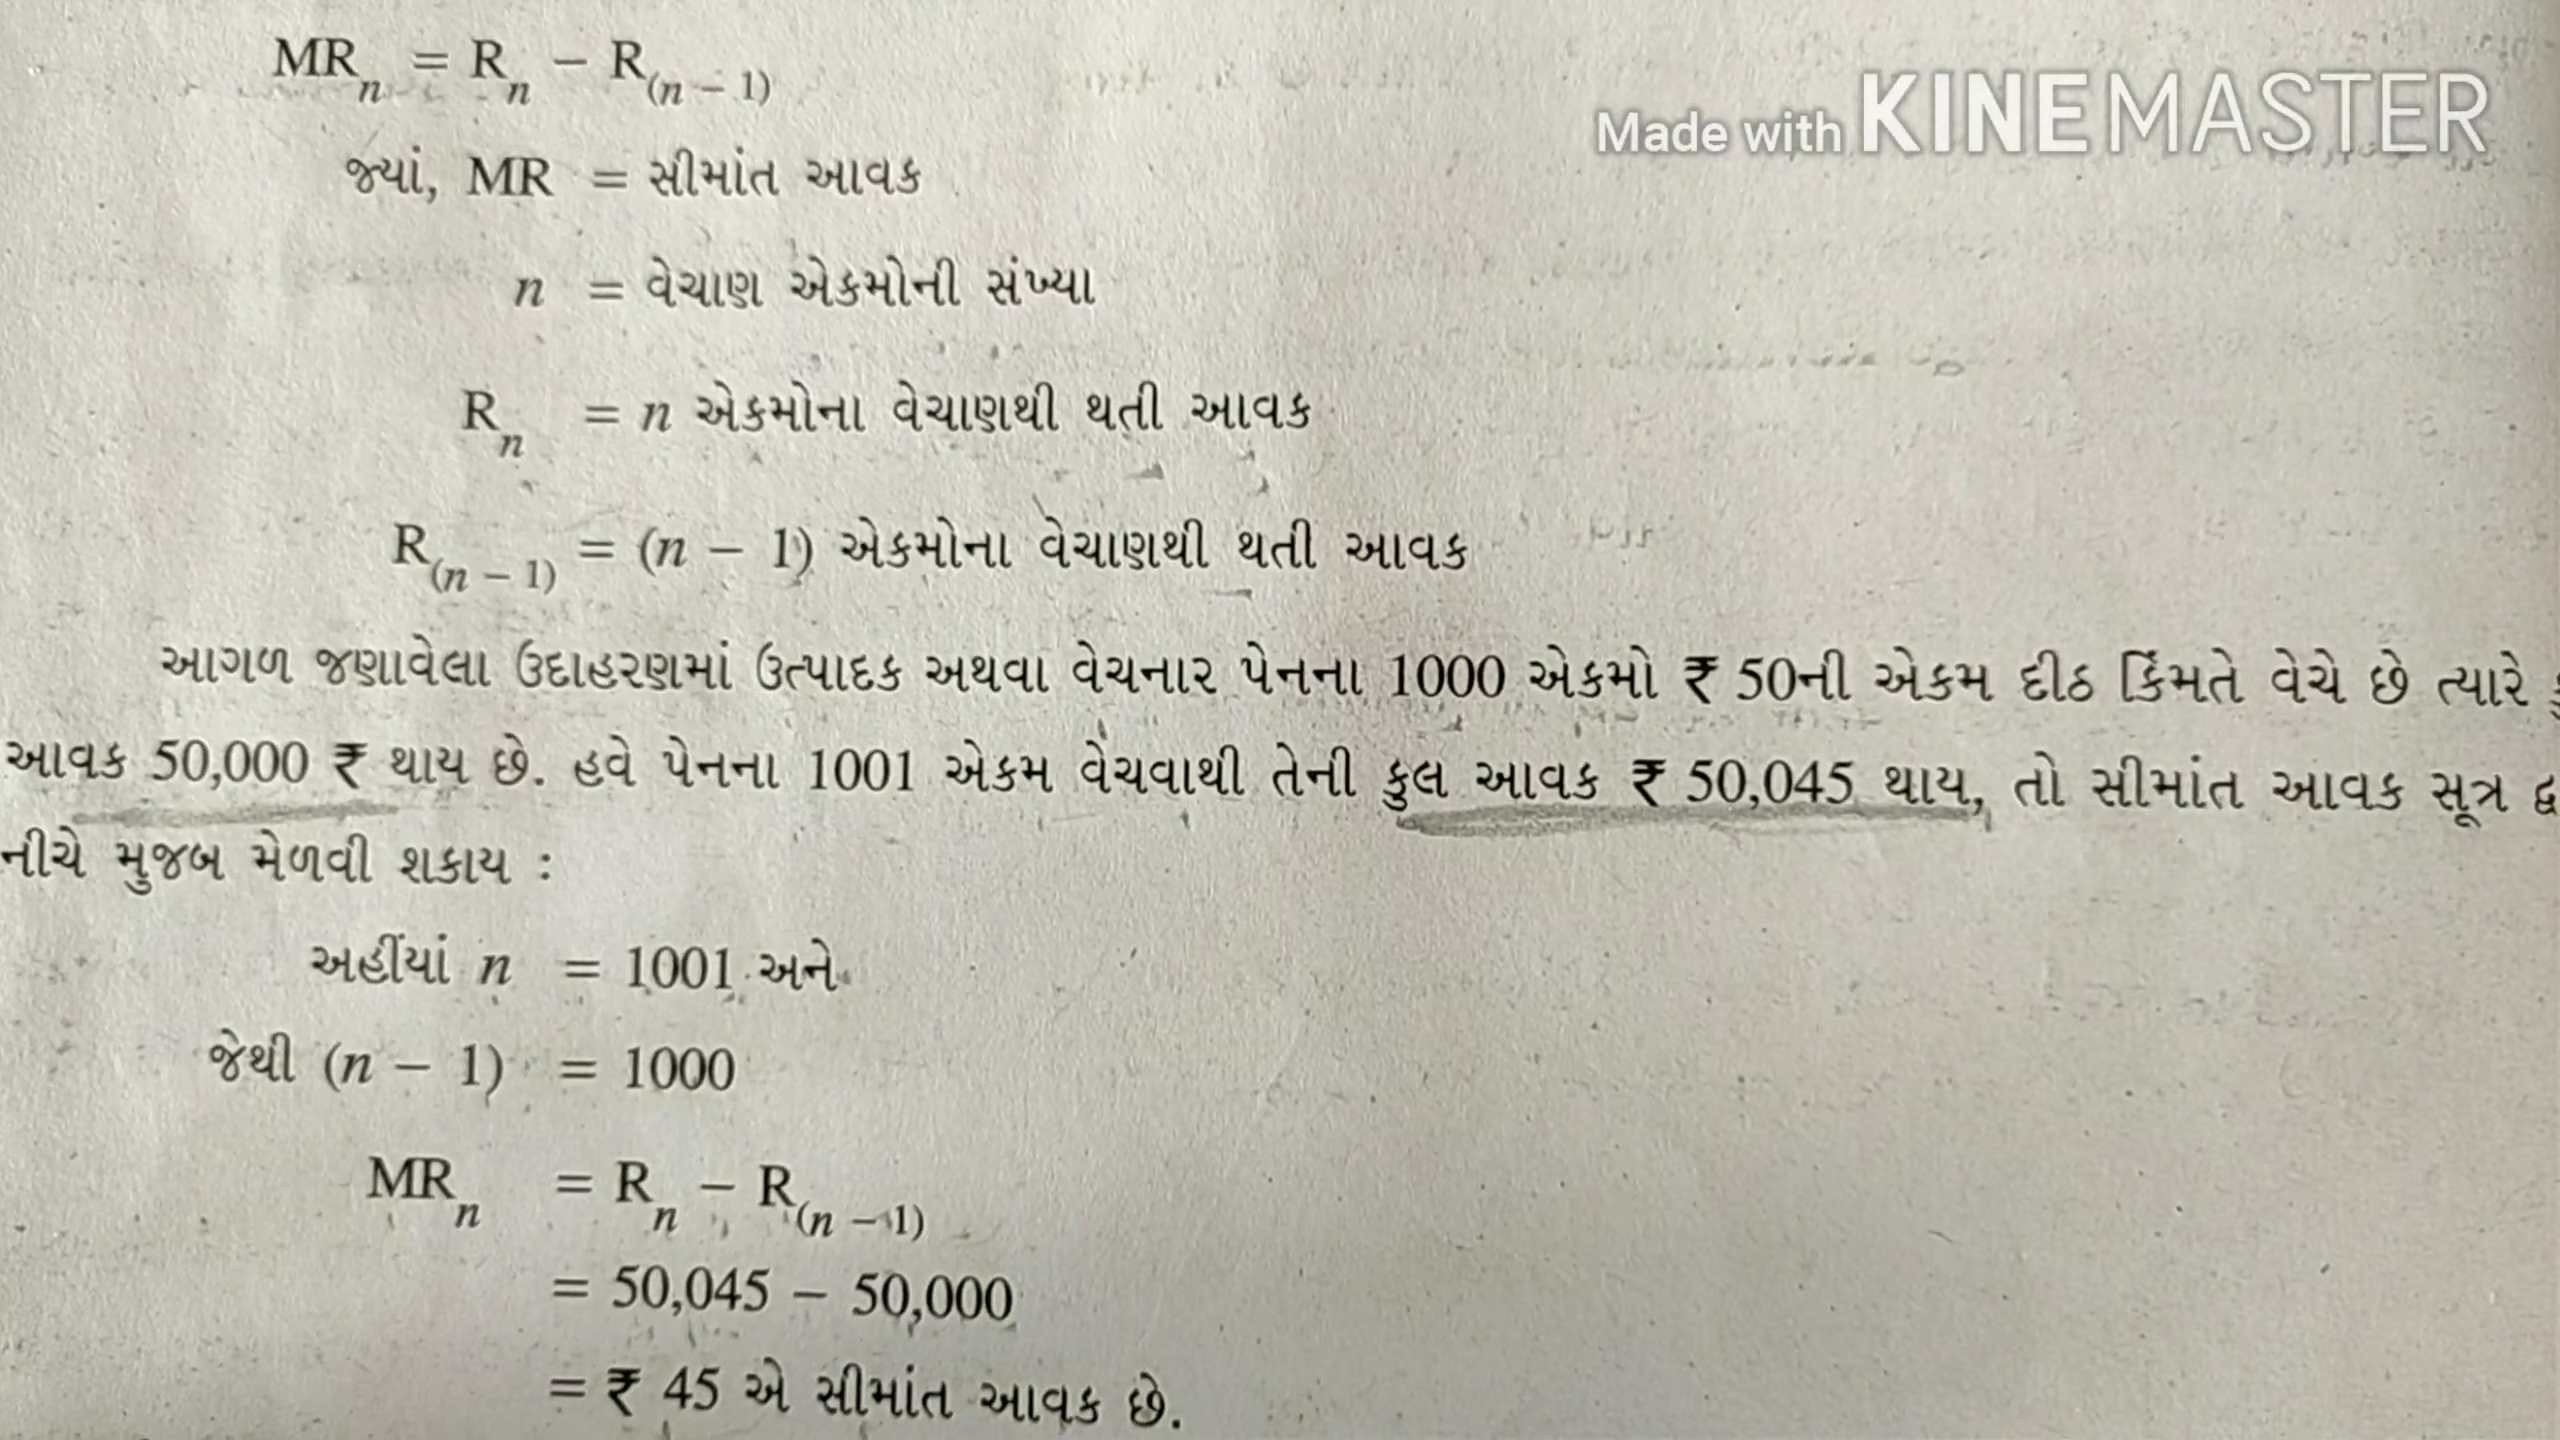 MRn = Rn – R(n – 1)
Made with KINEMASTER
જ્યાં, MR = સીમાંત આવક
n = વેચાણ એકમોની સંખ્યા
Rn = n એકમોના વેચાણથી થતી આવક
R(n – 1) = (n – 1) એકમોના વેચાણથી થતી આવક
આગળ જણાવેલા ઉદાહરણમાં ઉત્પાદક અથવા વેચનાર પેનના 1000 એકમો ₹ 50ની એકમ દીઠ કિંમતે વેચે છે ત્યારે
આવક 50,000 ₹ થાય છે. હવે પેનના 1001 એકમ વેચવાથી તેની કુલ આવક ₹ 50,045 થાય, તો સીમાંત આવક સૂત્ર
નીચે મુજબ મેળવી શકાય :
અહીંયાં n = 1001 અને
જેથી (n – 1) = 1000
MRn = Rn – R(n – 1)
= 50,045 – 50,000
= ₹ 45 એ સીમાંત આવક છે.